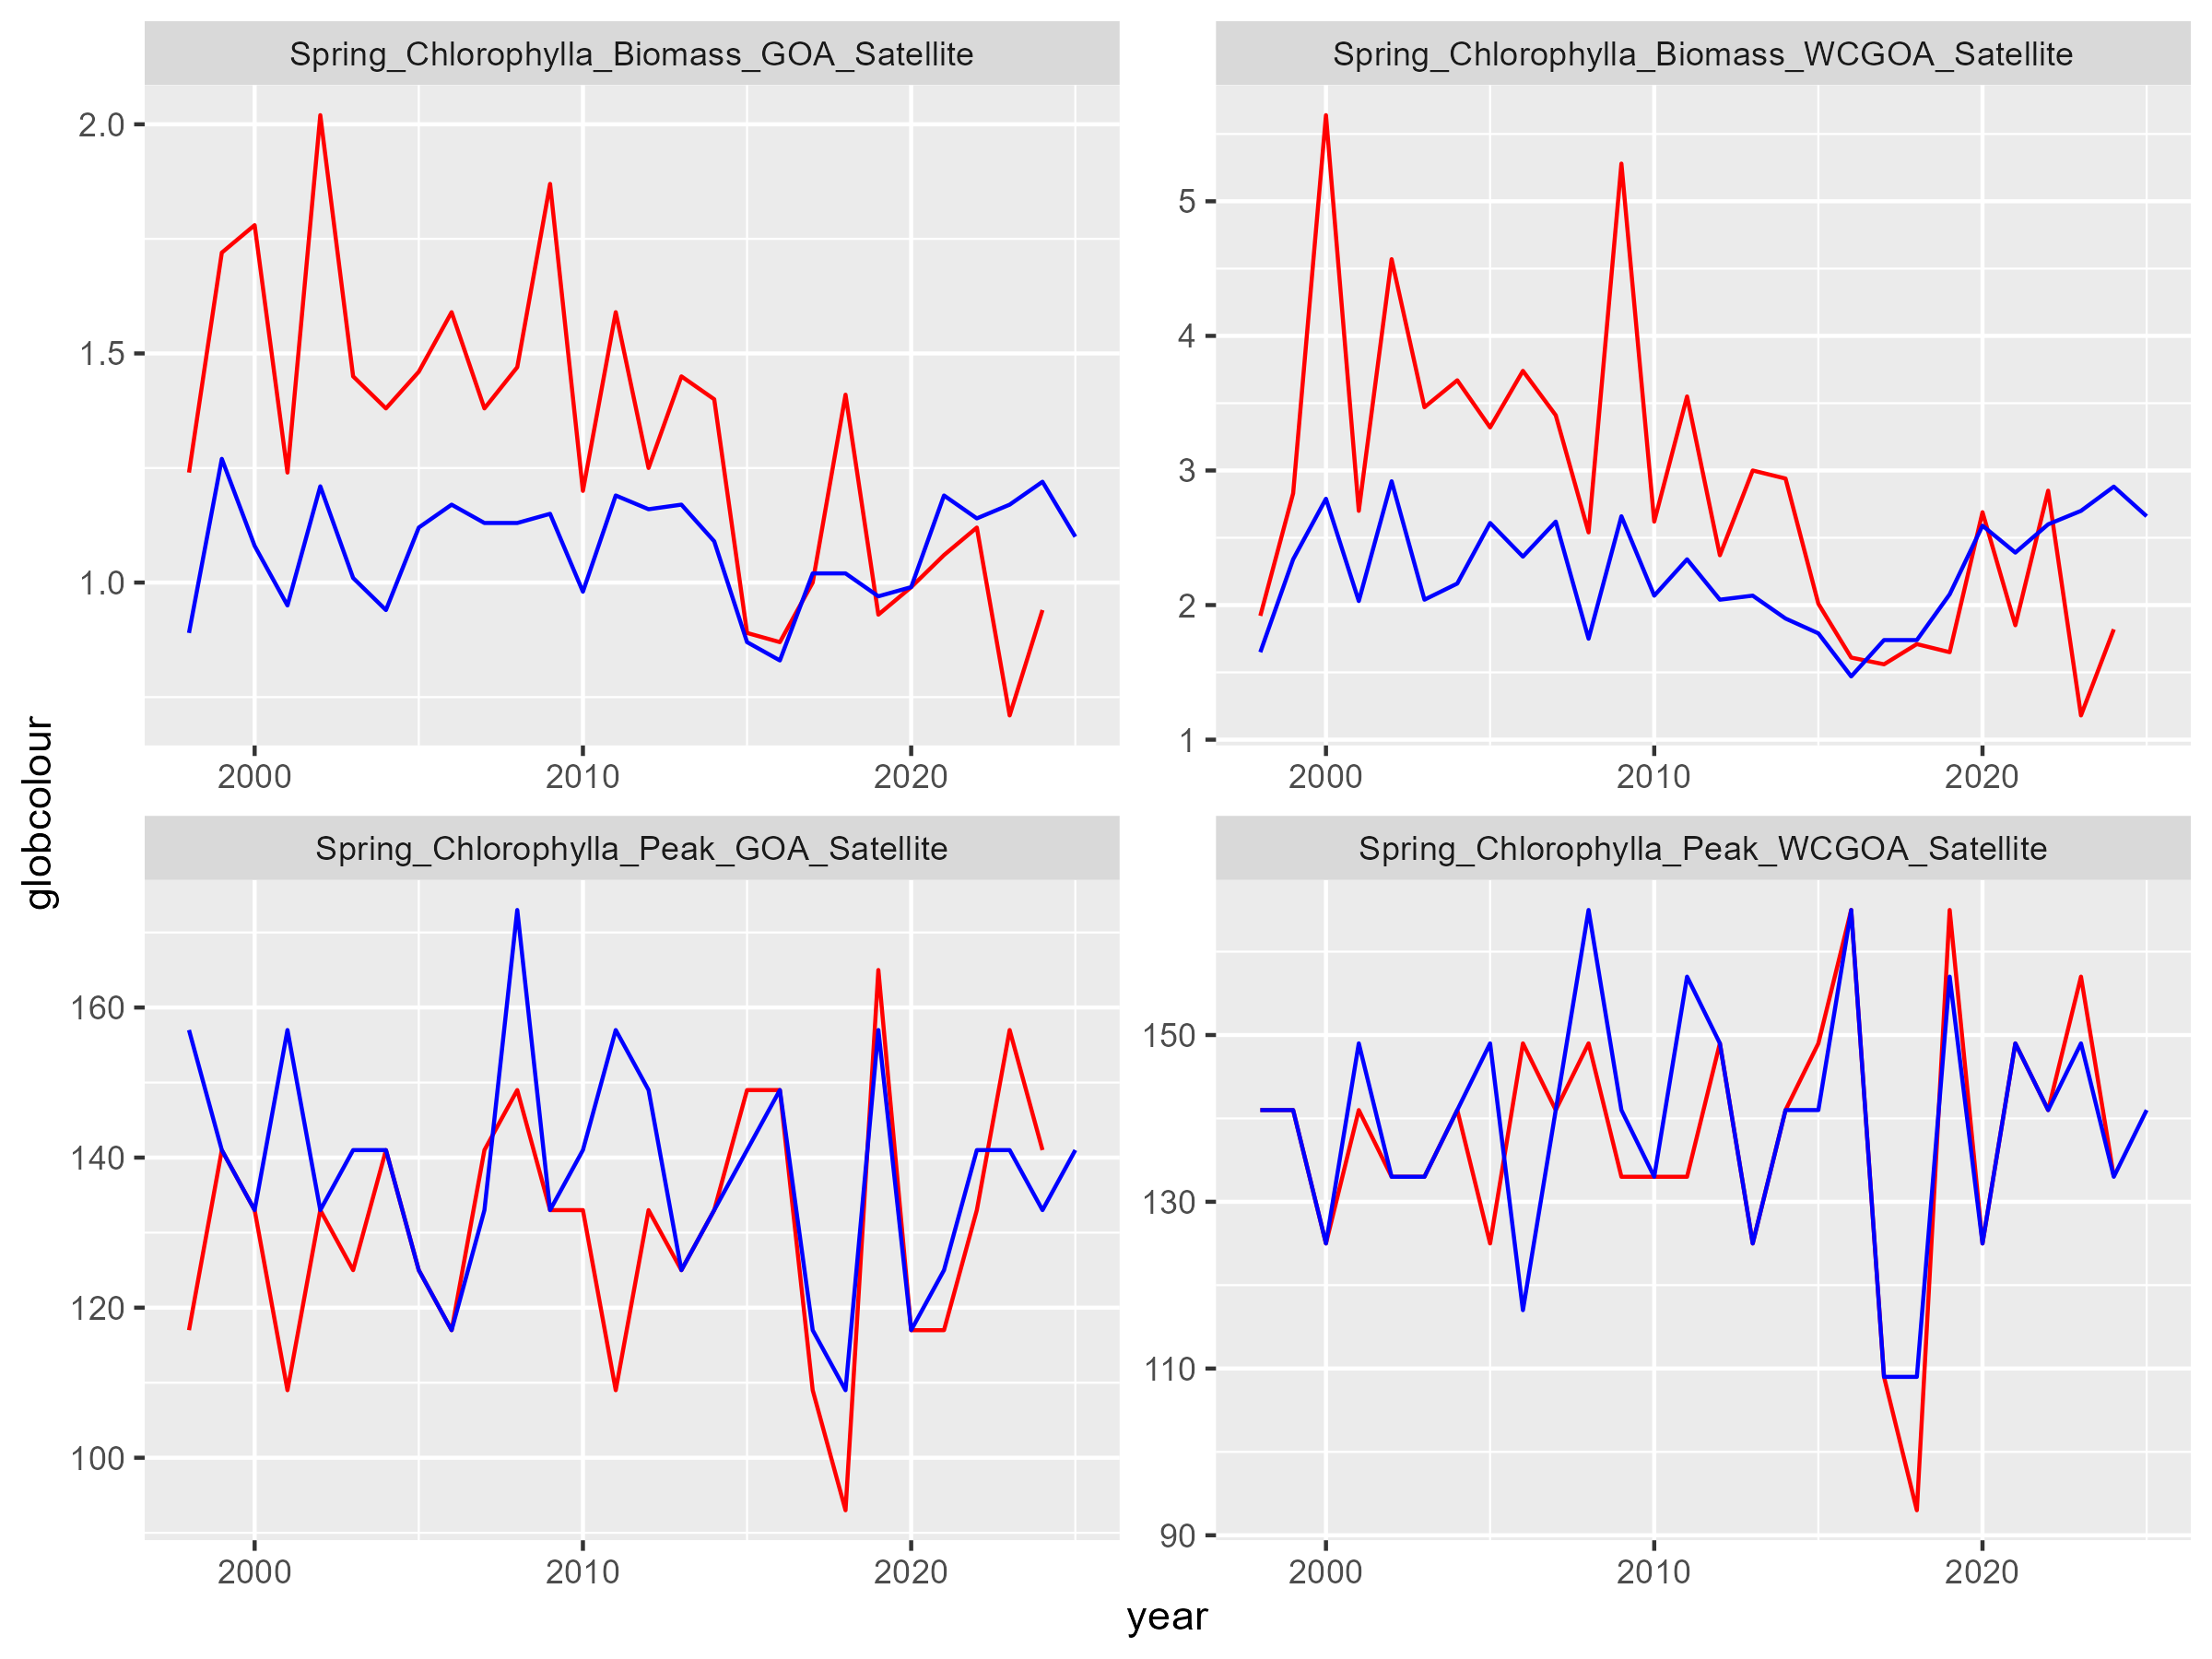 Spring_Chlorophylla_Biomass_GOA_Satellite
2.0
1.5
1.0
2000 2010 2020
Spring_Chlorophylla_Biomass_WCGOA_Satellite
5
4
3
2
1
2000 2010 2020
Spring_Chlorophylla_Peak_GOA_Satellite
160
140
120
100
2000 2010 2020
Spring_Chlorophylla_Peak_WCGOA_Satellite
150
130
110
90
2000 2010 2020
globcolour
year